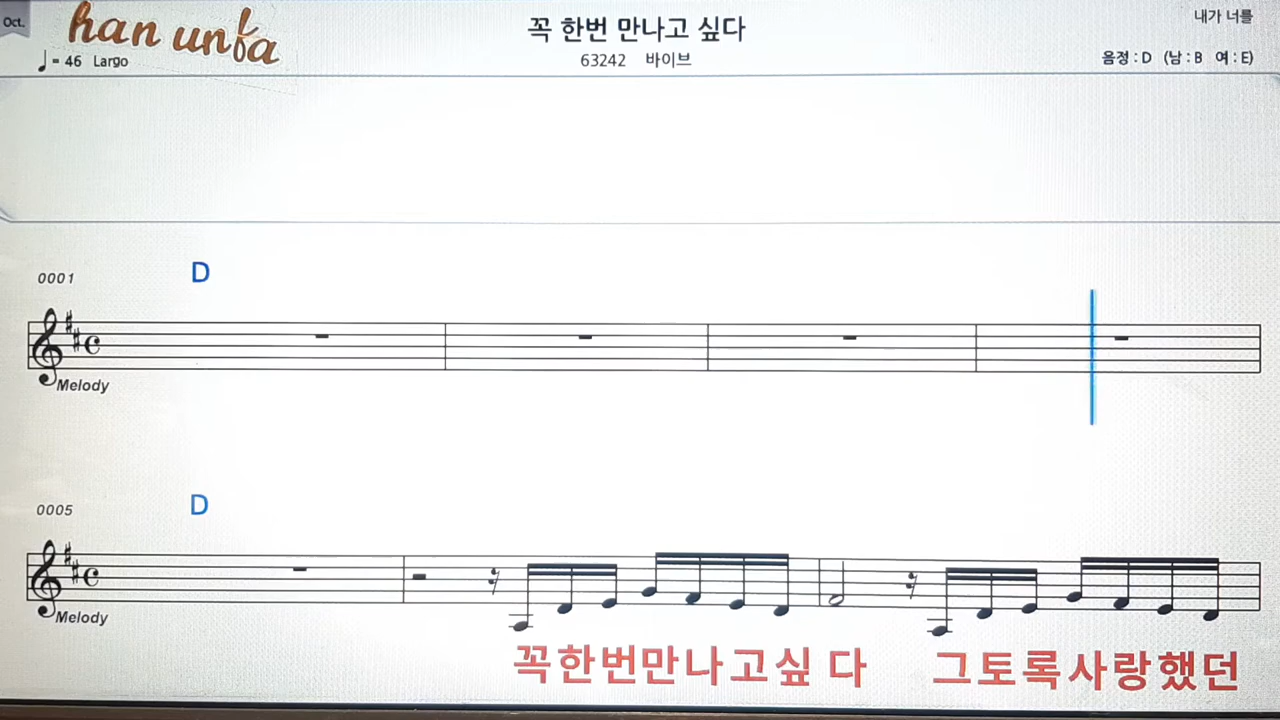 Oct.
han unfa
꼭 한번 만나고 싶다
내가 너를
♩= 46 Largo
63242 바이브
음정 : D (남 : B 여 : E)
0001
D
Melody
0005
D
Melody
꼭한번만나고싶 다 그토록사랑했던